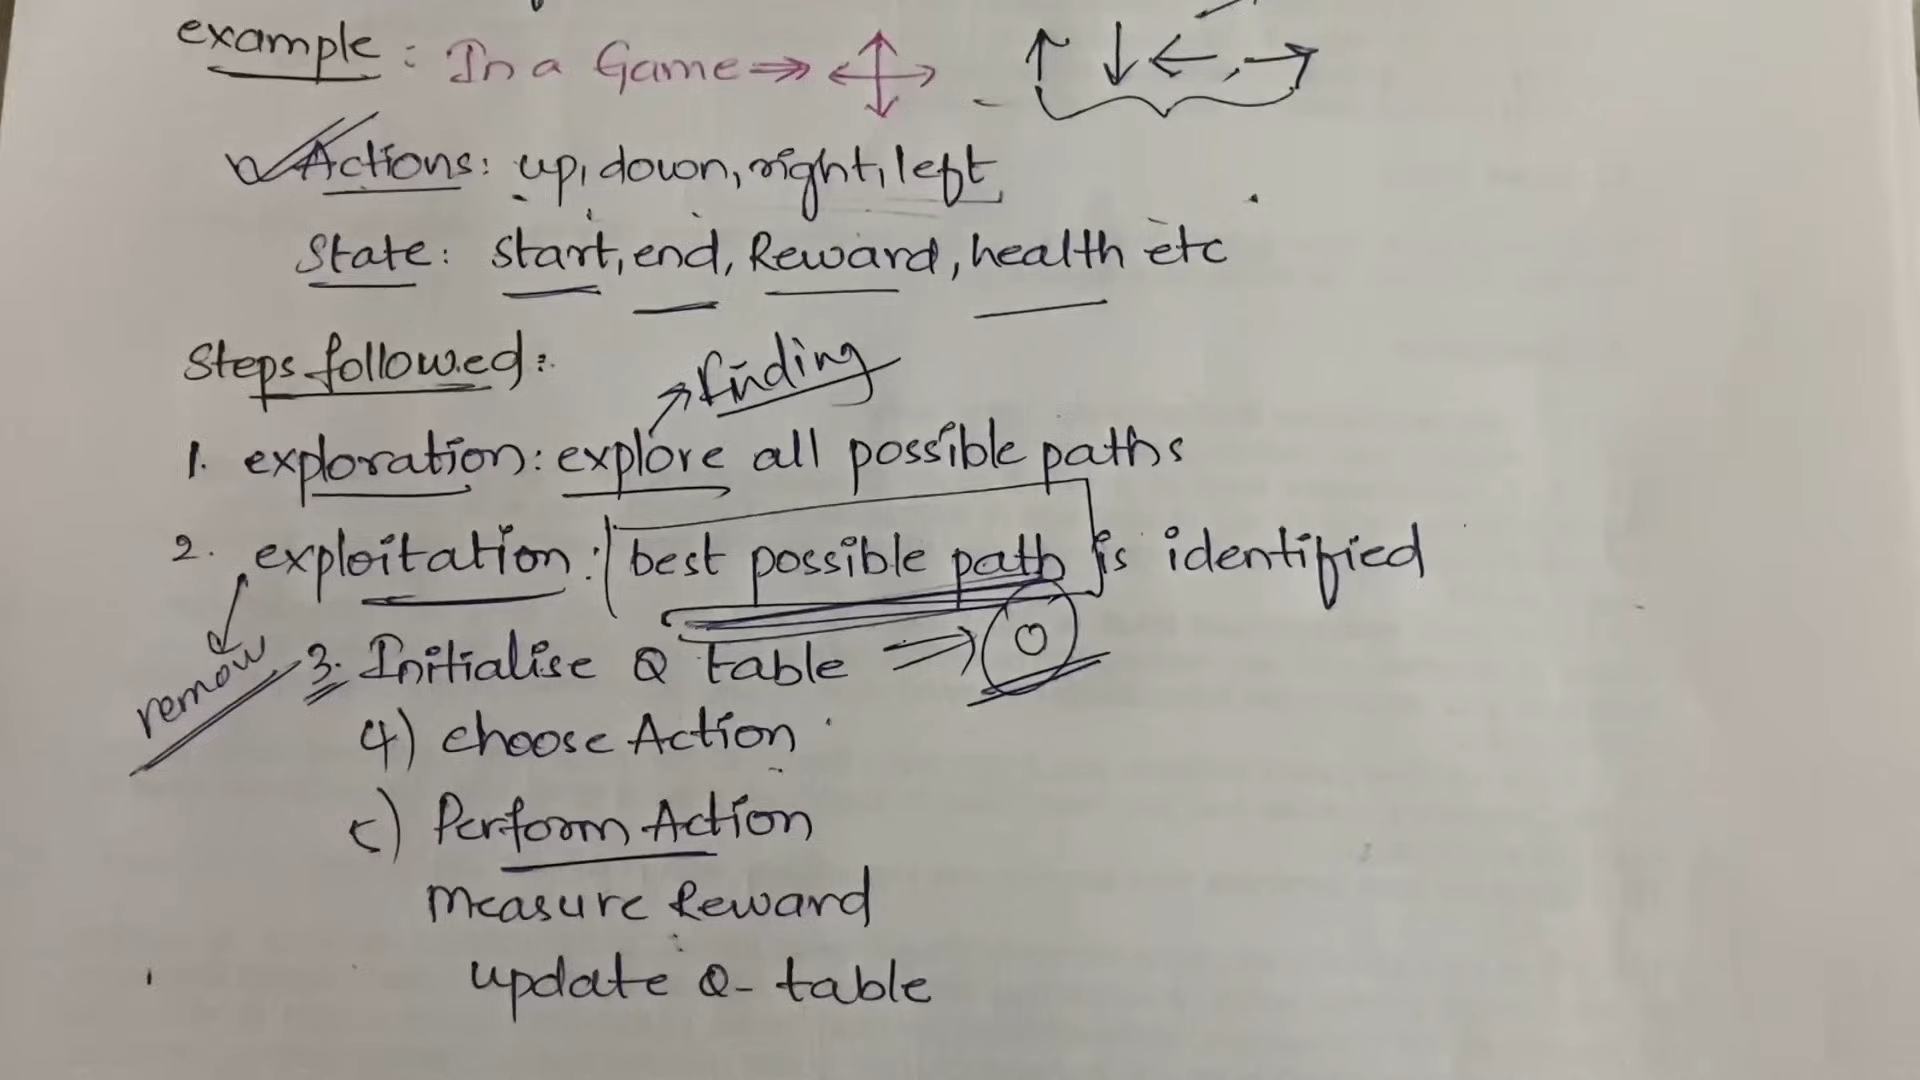 example : In a Game ⇒ ↑ ↓ ← , →
Actions: up, down, right, left
State: start, end, Reward, health etc
Steps followed:
finding
1. exploration: explore all possible paths
2. exploitation: best possible path is identified
3. Initialise Q table ⇒ 0
4) choose Action
5) Perform Action
Measure Reward
update Q-table